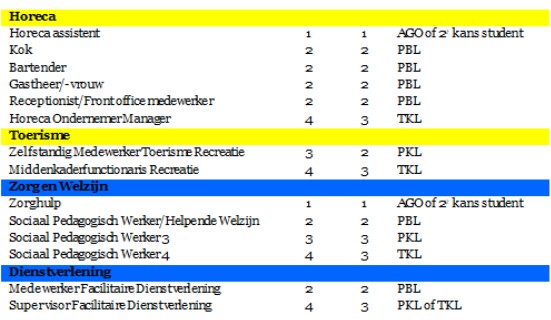 Horeca
Horeca assistent 1 1 AGO of 2e kans student
Kok 2 2 PBL
Bartender 2 2 PBL
Gastheer/-vrouw 2 2 PBL
Receptionist/Front office medewerker 2 2 PBL
Horeca Ondernemer Manager 4 3 TKL
Toerisme
Zelfstandig Medewerker Toerisme Recreatie 3 2 PKL
Middenkaderfunctionaris Recreatie 4 3 TKL
Zorg en Welzijn
Zorghulp 1 1 AGO of 2e kans student
Sociaal Pedagogisch Werker/Helpende Welzijn 2 2 PBL
Sociaal Pedagogisch Werker 3 3 3 PKL
Sociaal Pedagogisch Werker 4 4 3 TKL
Dienstverlening
Medewerker Facilitaire Dienstverlening 2 2 PBL
Supervisor Facilitaire Dienstverlening 4 3 PKL of TKL